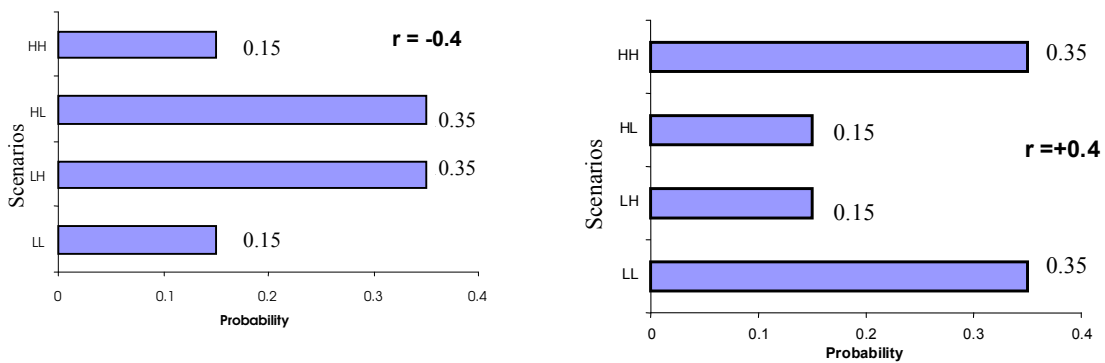 HH
0.15
r = -0.4
HL
0.35
Scenarios
LH
0.35
LL
0.15
0 0.1 0.2 0.3 0.4
Probability
HH
0.35
HL
0.15
r =+0.4
Scenarios
LH
0.15
LL
0.35
0 0.1 0.2 0.3 0.4
Probability